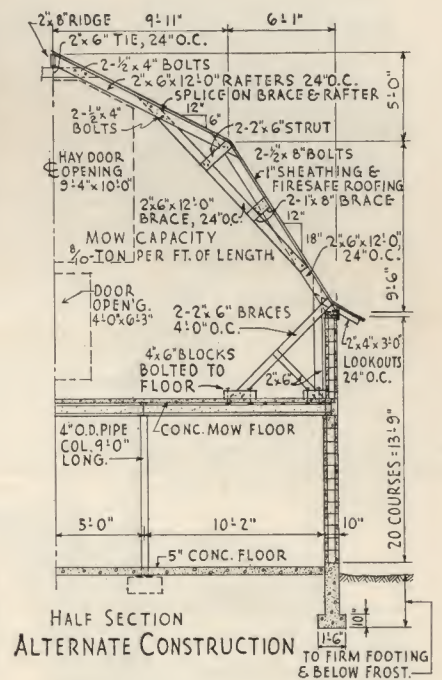 9'-11"
6'-1"
2"x8" RIDGE
2"x6" TIE, 24" O.C.
2-½"x4" BOLTS
2"x6"x12'-0" RAFTERS 24" O.C.
SPLICE ON BRACE & RAFTER
5'-0"
2-½"x4"
BOLTS
12"
6"
2-2"x6" STRUT
2-½"x8" BOLTS
1" SHEATHING &
FIRESAFE ROOFING
2-1"x8" BRACE
℄ HAY DOOR
OPENING
9'-4"x10'-0"
2"x6"x12'-0"
BRACE, 24" O.C.
12"
18"
MOW CAPACITY
8/10-TON PER FT. OF LENGTH
2"x6"x12'-0",
24" O.C.
9'-6"
DOOR
OPEN'G.
4'-0"x6'-3"
2-2"x6" BRACES
4'-0" O.C.
2"x4"x3'-0"
LOOKOUTS
24" O.C.
4"x6" BLOCKS
BOLTED TO
FLOOR
2"x6"
4" O.D. PIPE
COL. 9'-0"
LONG.
CONC. MOW FLOOR
20 COURSES = 13'-9"
5'-0"
10'-2"
10"
5" CONC. FLOOR
10"
1'-6"
HALF SECTION
ALTERNATE CONSTRUCTION
TO FIRM FOOTING
& BELOW FROST.